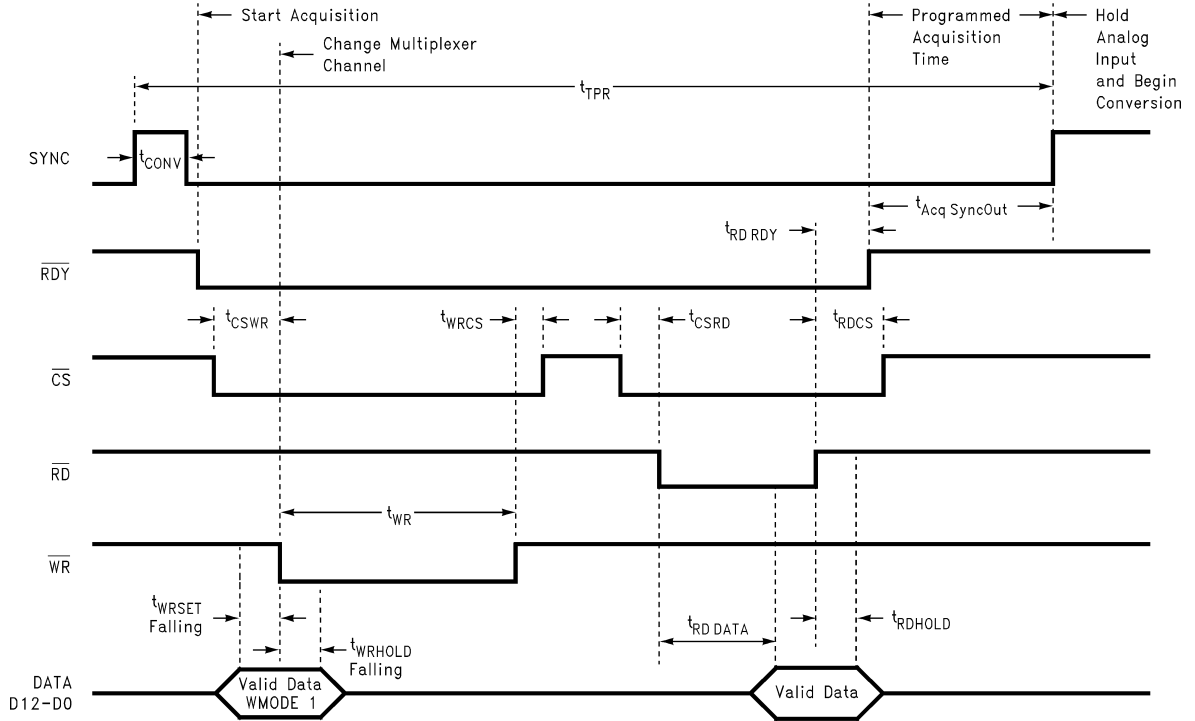 Start Acquisition
Change Multiplexer
Channel
Programmed
Acquisition
Time
Hold
Analog
Input
and Begin
Conversion
tTPR
SYNC
tCONV
tAcq SyncOut
tRD RDY
RDY
tCSWR
tWRCS
tCSRD
tRDCS
CS
RD
tWR
WR
tWRSET
Falling
tWRHOLD
Falling
tRD DATA
tRDHOLD
DATA
D12-D0
Valid Data
WMODE 1
Valid Data